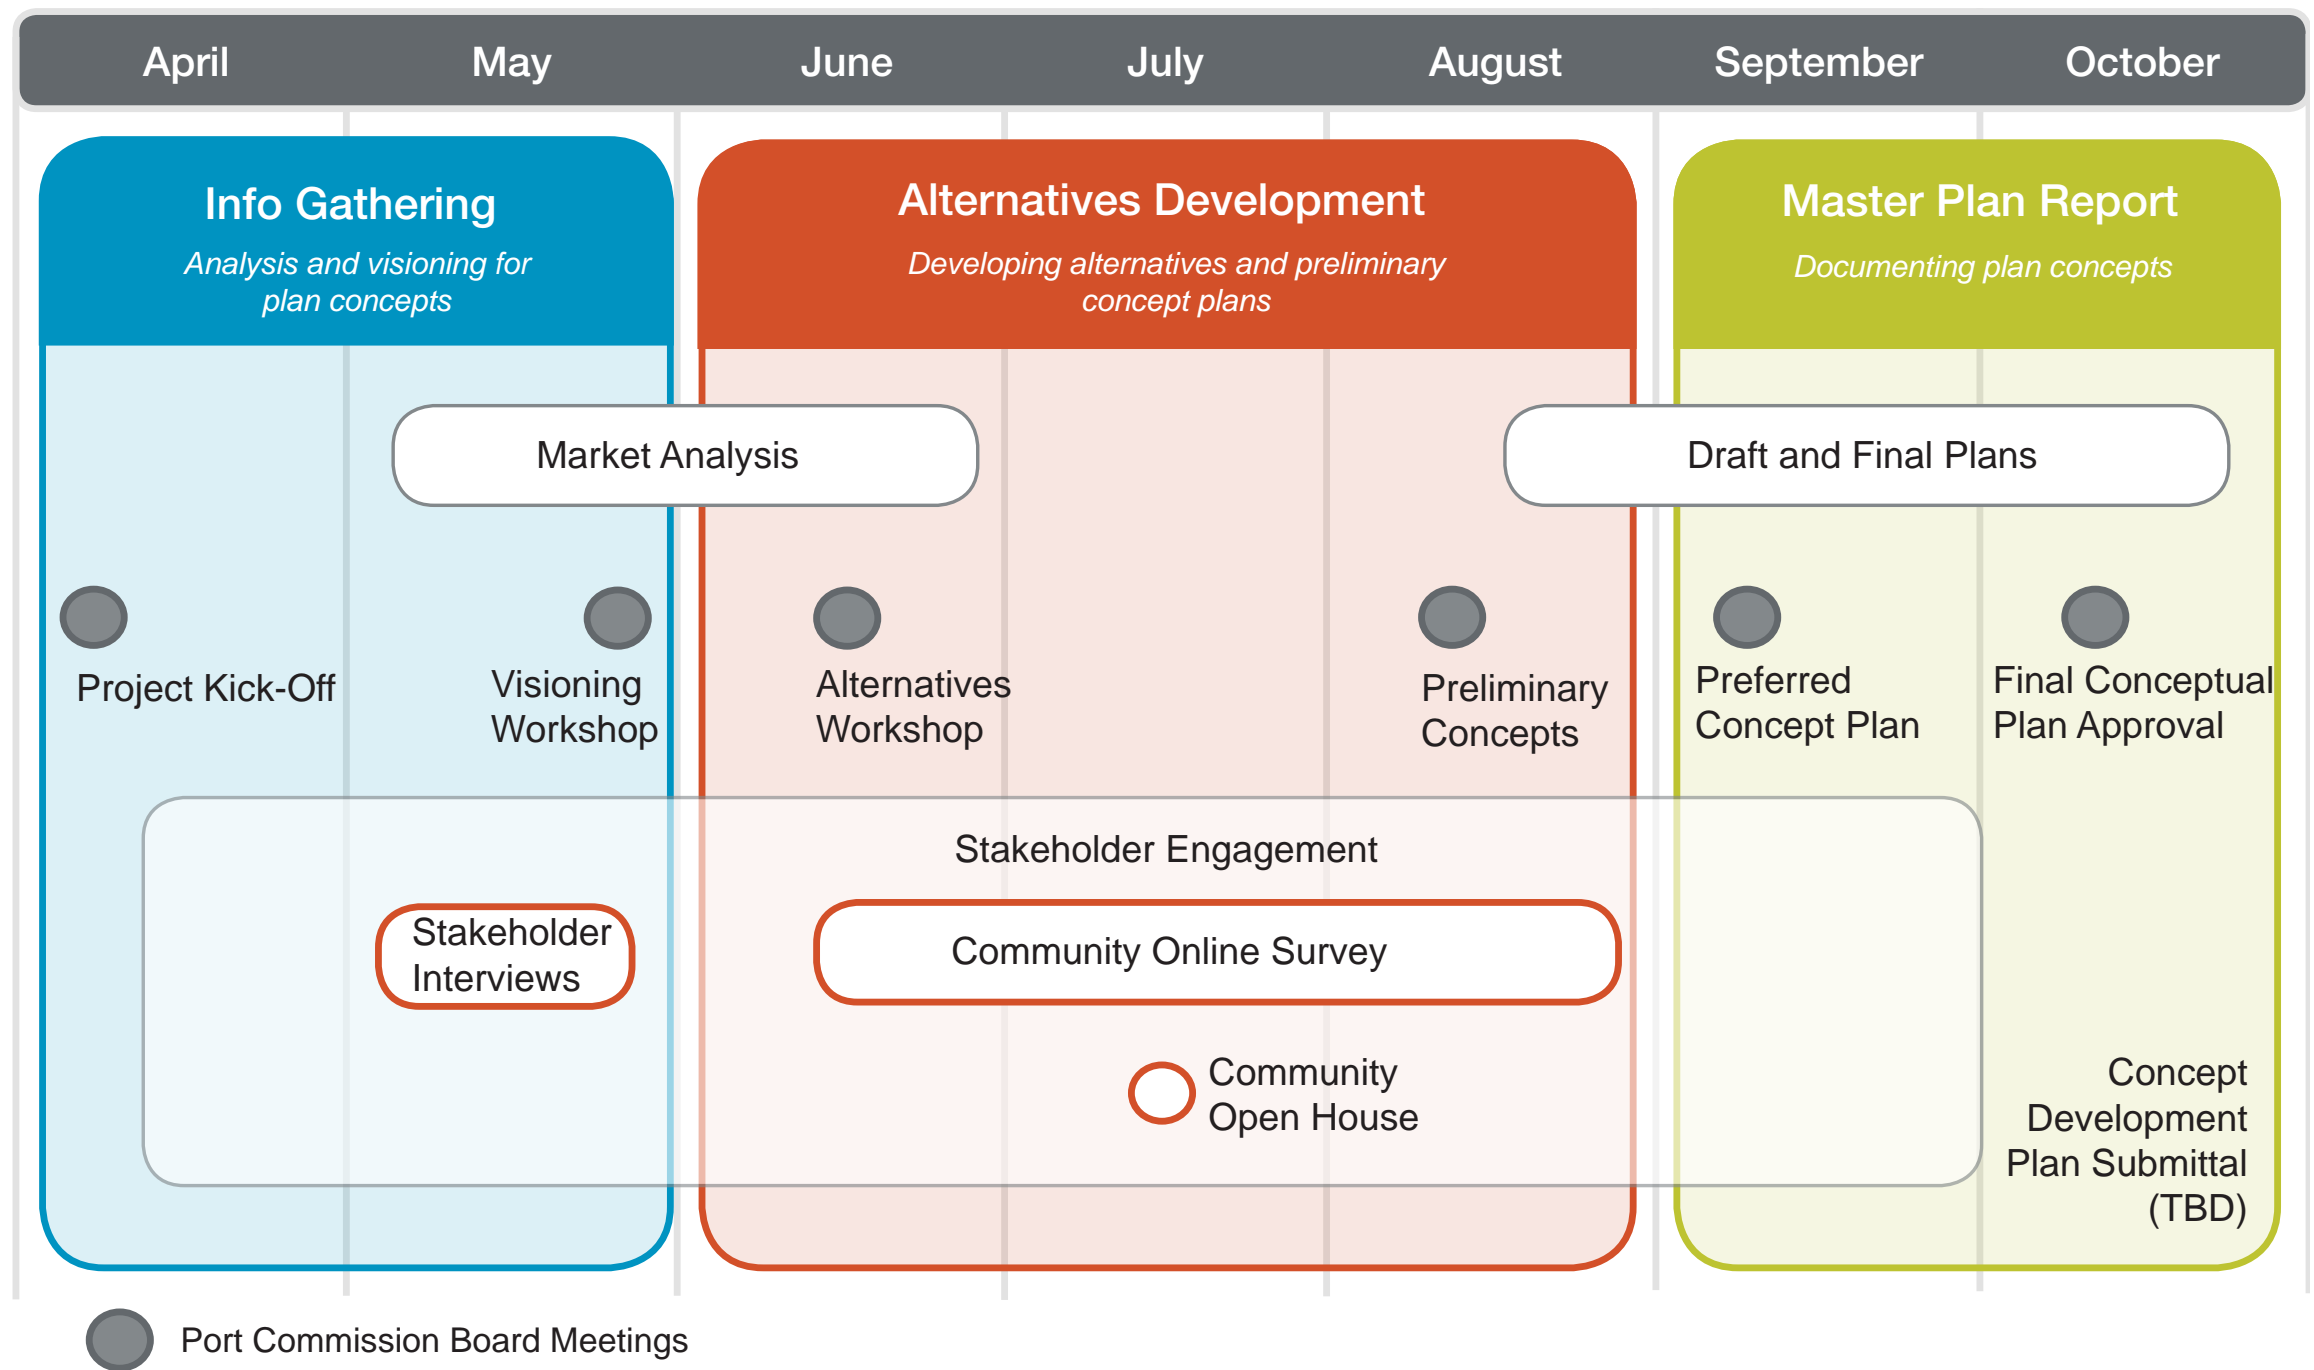 April May June July August September October
Info Gathering
Analysis and visioning for
plan concepts
Alternatives Development
Developing alternatives and preliminary
concept plans
Master Plan Report
Documenting plan concepts
Market Analysis
Draft and Final Plans
Project Kick-Off
Visioning
Workshop
Alternatives
Workshop
Preliminary
Concepts
Preferred
Concept Plan
Final Conceptual
Plan Approval
Stakeholder Engagement
Stakeholder
Interviews
Community Online Survey
Community
Open House
Concept
Development
Plan Submittal
(TBD)
Port Commission Board Meetings